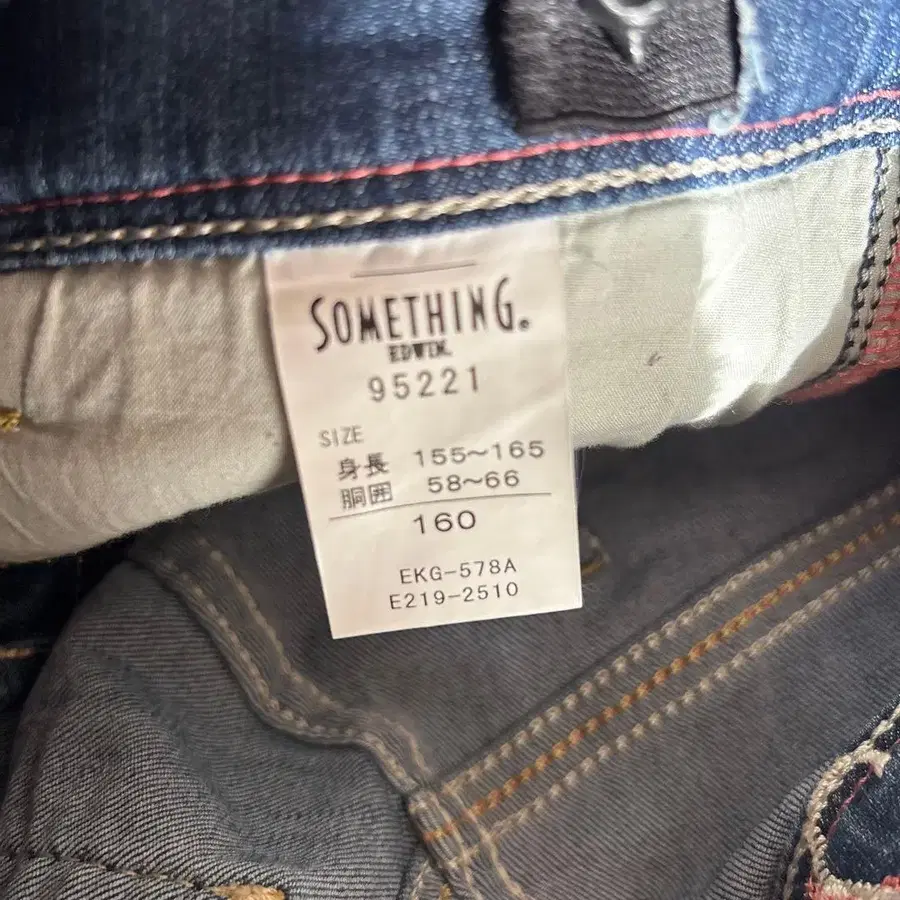 SOMETHING.
EDWIN.
95221
SIZE
身長 155~165
胴囲 58~66
160
EKG-578A
E219-2510